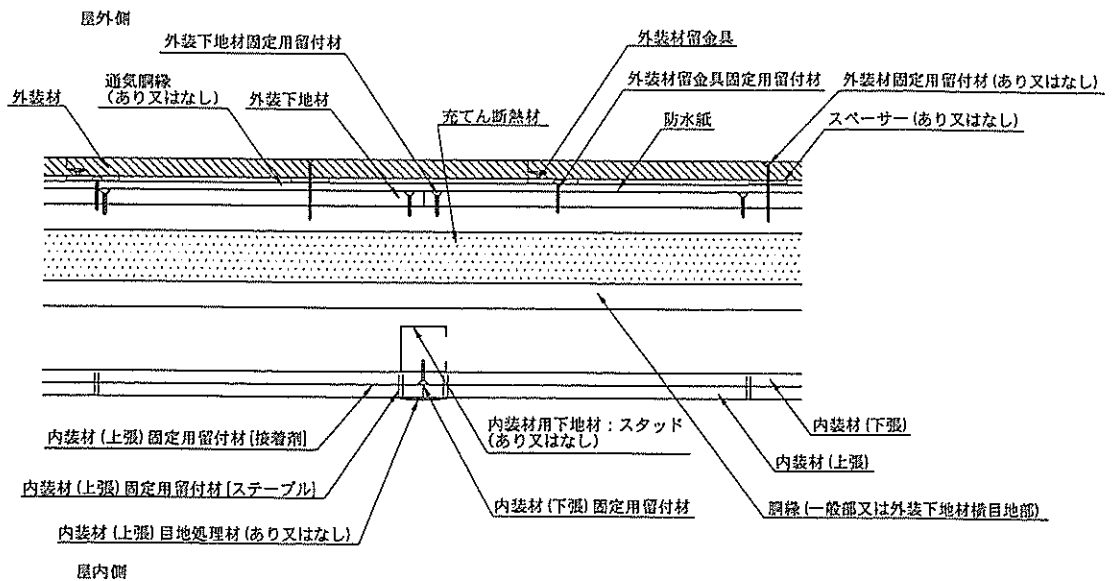 屋外側
外装下地材固定用留付材
外装材留金具
通気胴縁
(あり又はなし)
外装材留金具固定用留付材
外装材固定用留付材(あり又はなし)
外装材
外装下地材
充てん断熱材
防水紙
スペーサー(あり又はなし)
内装材(上張)固定用留付材[接着剤]
内装材用下地材:スタッド
(あり又はなし)
内装材(下張)
内装材(上張)
内装材(上張)固定用留付材[ステープル]
内装材(下張)固定用留付材
胴縁(一般部又は外装下地材横目地部)
内装材(上張)目地処理材(あり又はなし)
屋内側